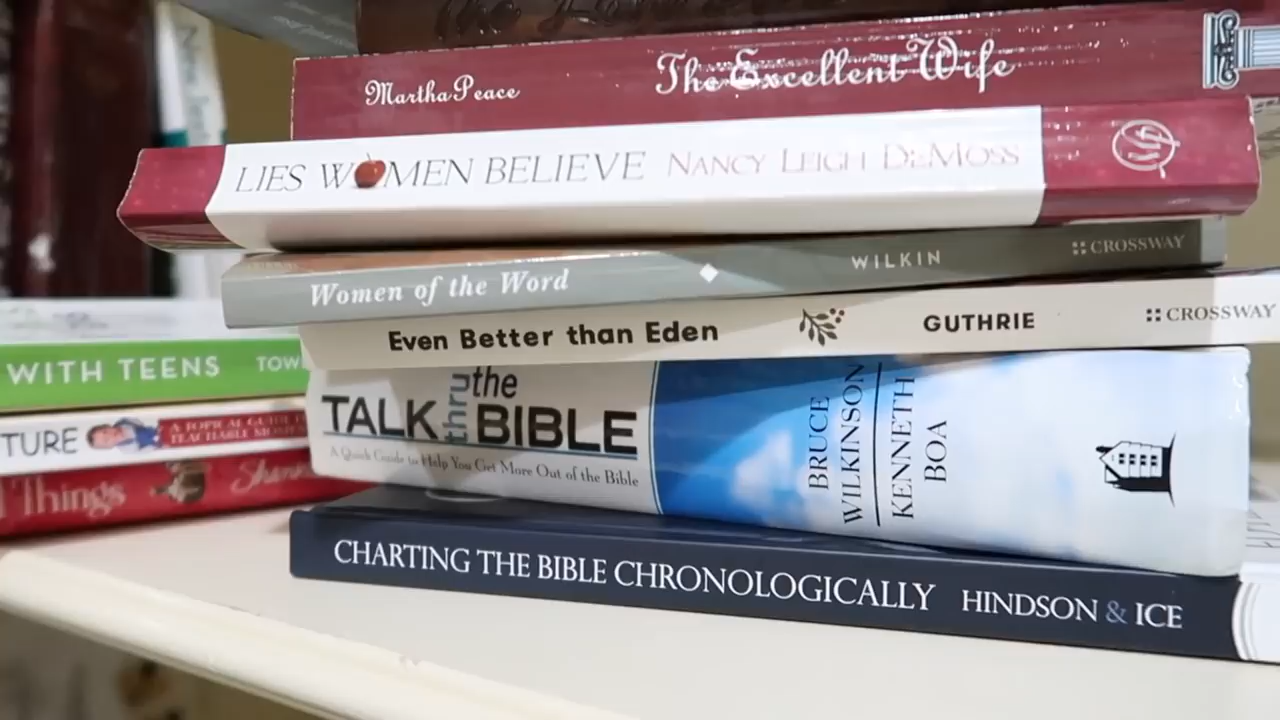 The
Martha Peace The Excellent Wife
LIES WOMEN BELIEVE NANCY LEIGH DEMOSS
Women of the Word WILKIN CROSSWAY
Even Better than Eden GUTHRIE CROSSWAY
TALK thru the BIBLE
A Quick Guide to Help You Get More Out of the Bible
BRUCE WILKINSON
KENNETH BOA
CHARTING THE BIBLE CHRONOLOGICALLY HINDSON & ICE
WITH TEENS
TURE A TOPICAL GUIDE
TEACHABLE
Things